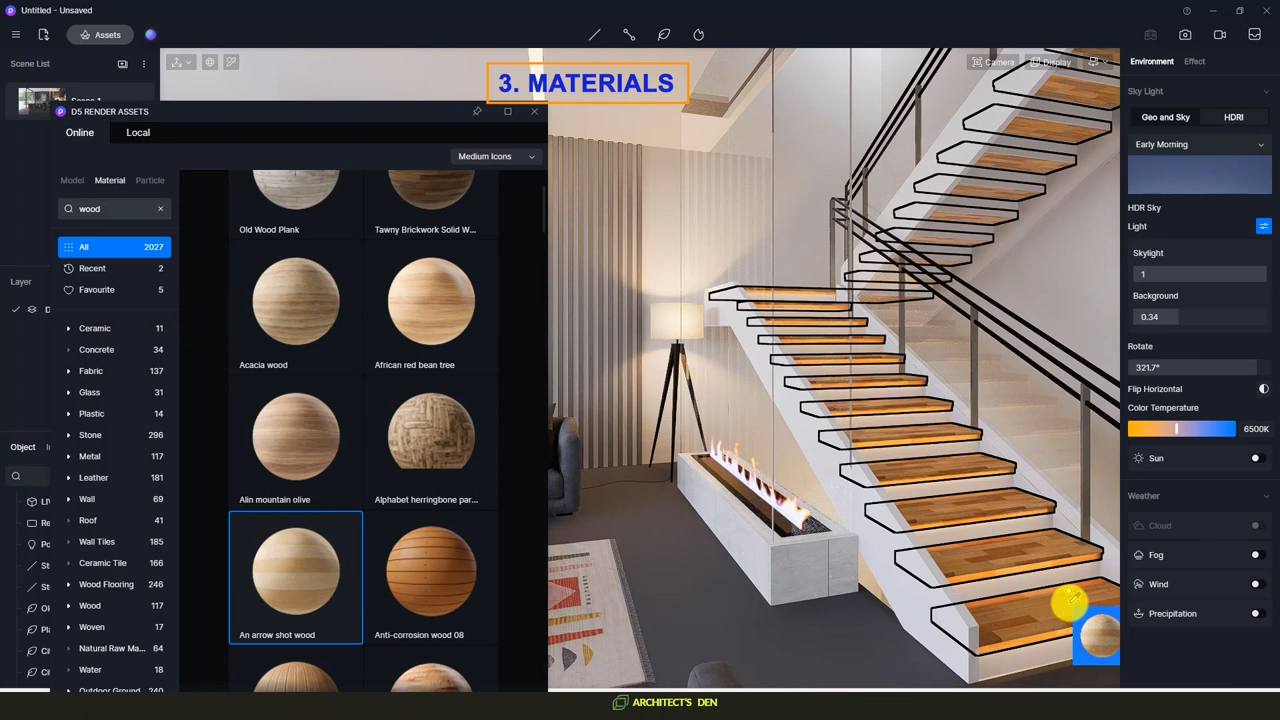 Untitled - Unsaved
Assets
Scene List
Scene 1
3. MATERIALS
Camera
Display
D5 RENDER ASSETS
Online
Local
Medium Icons
Model
Material
Particle
wood
All 2027
Recent 2
Favourite 5
Ceramic 11
Concrete 34
Fabric 137
Glass 31
Plastic 14
Stone 296
Metal 117
Leather 181
Wall 69
Roof 41
Wall Tiles 185
Ceramic Tile 166
Wood Flooring 246
Wood 117
Woven 17
Natural Raw Ma... 64
Water 19
Outdoor Ground 240
Old Wood Plank
Tawny Brickwork Solid W...
Acacia wood
African red bean tree
Alin mountain olive
Alphabet herringbone par...
An arrow shot wood
Anti-corrosion wood 08
Layer
Object
Environment
Effect
Sky Light
Geo and Sky
HDRI
Early Morning
HDR Sky
Light
Skylight
1
Background
0.34
Rotate
321.7°
Flip Horizontal
Color Temperature
6500K
Sun
Weather
Cloud
Fog
Wind
Precipitation
ARCHITECT'S DEN